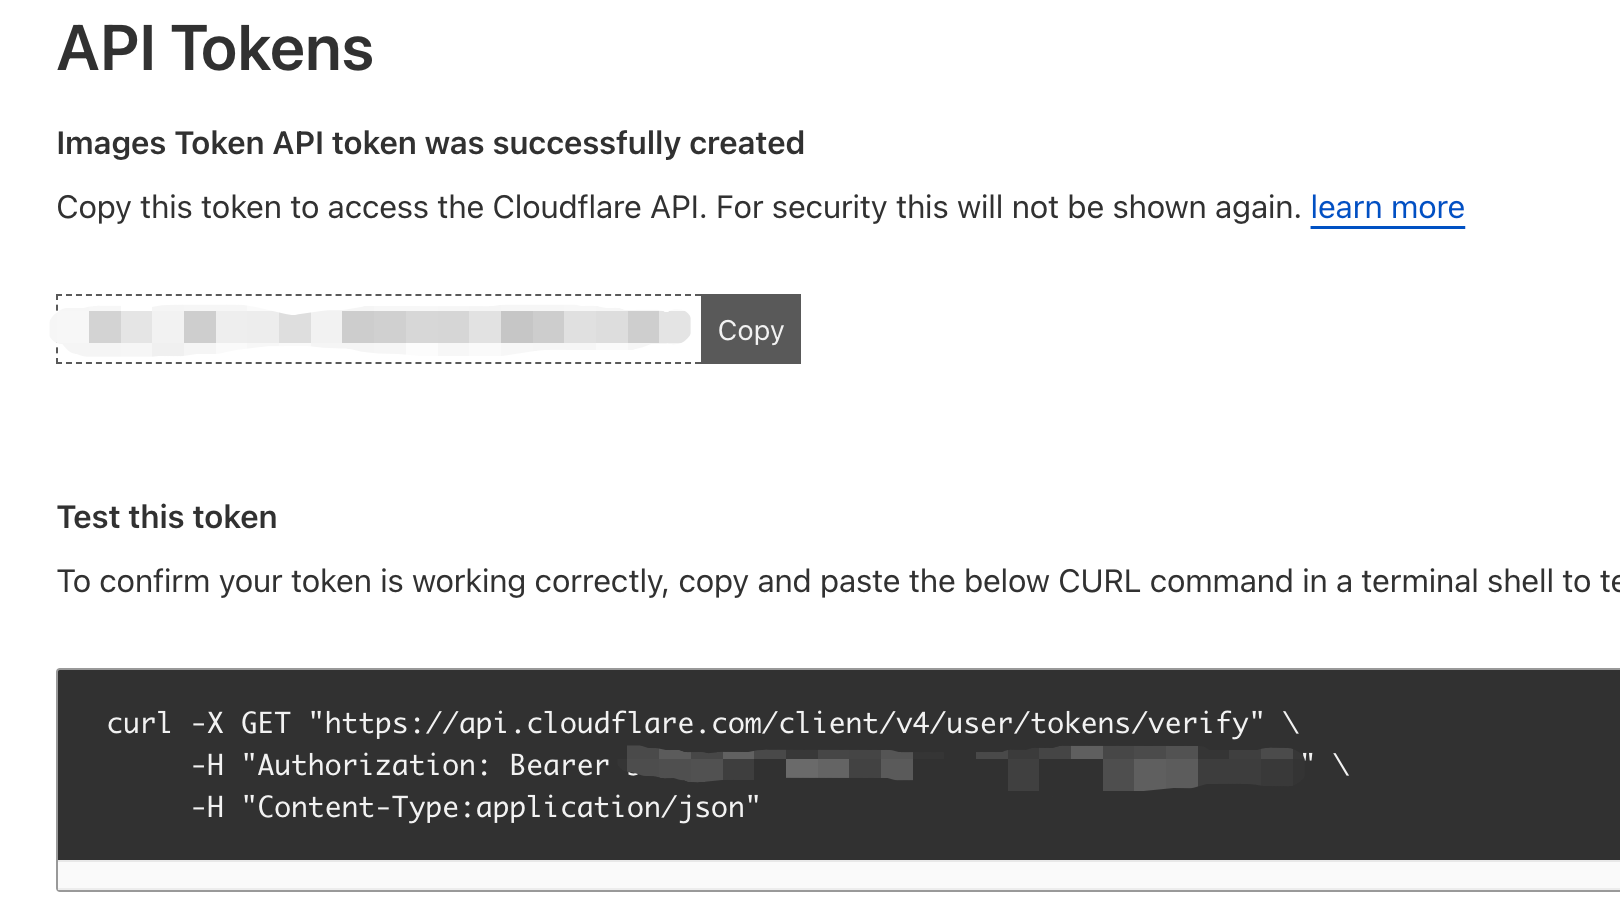 API Tokens
Images Token API token was successfully created
Copy this token to access the Cloudflare API. For security this will not be shown again. learn more
Copy
Test this token
To confirm your token is working correctly, copy and paste the below CURL command in a terminal shell to
curl -X GET "https://api.cloudflare.com/client/v4/user/tokens/verify" \
-H "Authorization: Bearer " \
-H "Content-Type:application/json"